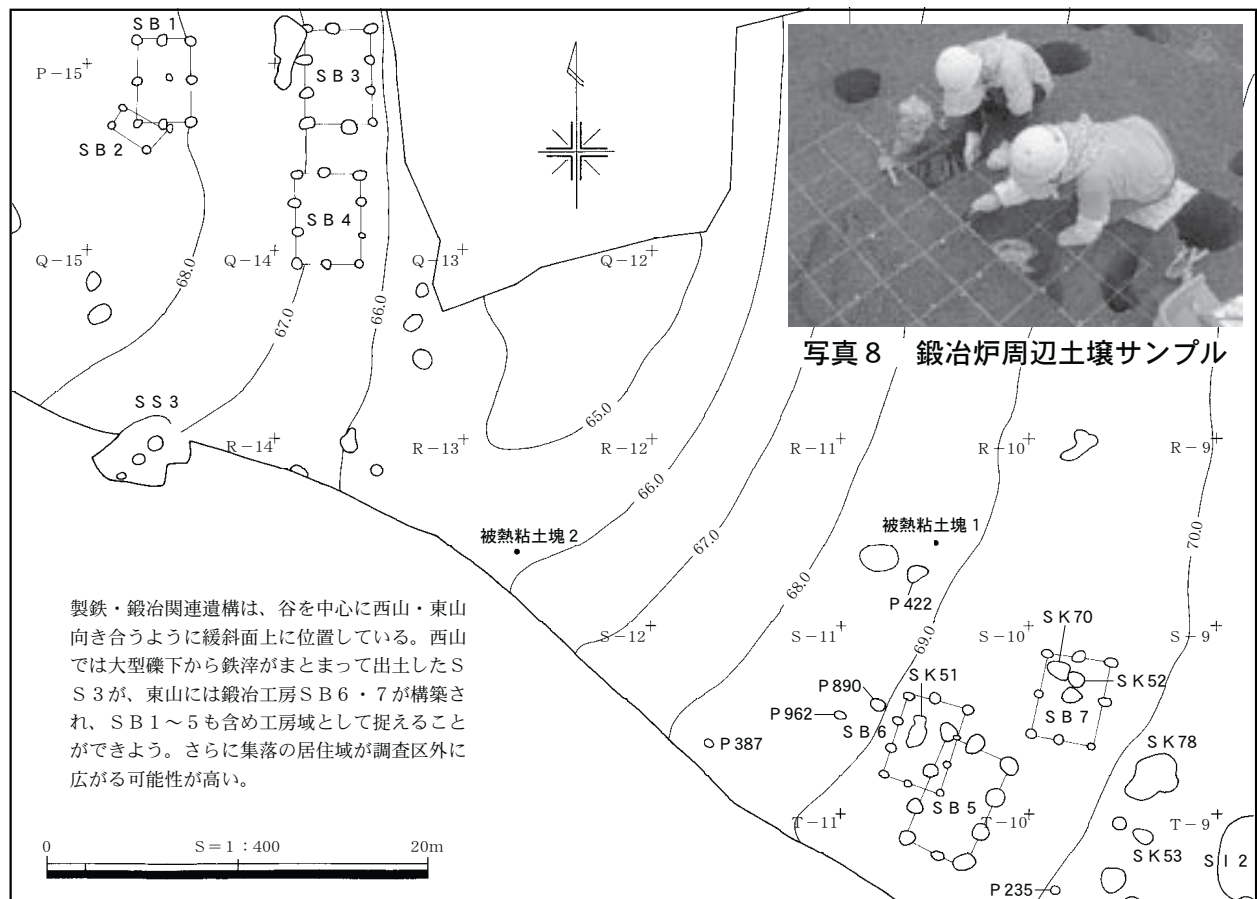 SB1
P-15
SB3
SB2
SB4
Q-15
Q-14
Q-13
Q-12
68.0
67.0
66.0
65.0
写真8 鍛冶炉周辺土壌サンプル
SS3
R-14
R-13
R-12
R-11
R-10
R-9
66.0
67.0
68.0
69.0
70.0
被熱粘土塊2
被熱粘土塊1
P422
S-12
S-11
S-10
S-9
SK70
SK52
SB7
SK51
P890
P962
SB6
P387
SK78
SB5
T-11
T-10
T-9
SK53
SI2
P235
製鉄・鍛冶関連遺構は、谷を中心に西山・東山
向き合うように緩斜面上に位置している。西山
では大型礫下から鉄滓がまとまって出土したS
S3が、東山には鍛冶工房SB6・7が構築さ
れ、SB1〜5も含め工房域として捉えること
ができよう。さらに集落の居住域が調査区外に
広がる可能性が高い。
0 S=1:400 20m